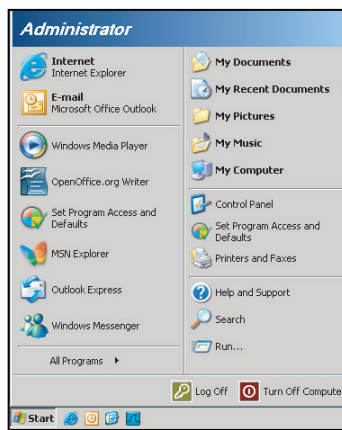 Administrator
Internet
Internet Explorer
E-mail
Microsoft Office Outlook
Windows Media Player
OpenOffice.org Writer
Set Program Access and
Defaults
MSN Explorer
Outlook Express
Windows Messenger
All Programs
My Documents
My Recent Documents
My Pictures
My Music
My Computer
Control Panel
Set Program Access and
Defaults
Printers and Faxes
Help and Support
Search
Run...
Log Off
Turn Off Compute
Start